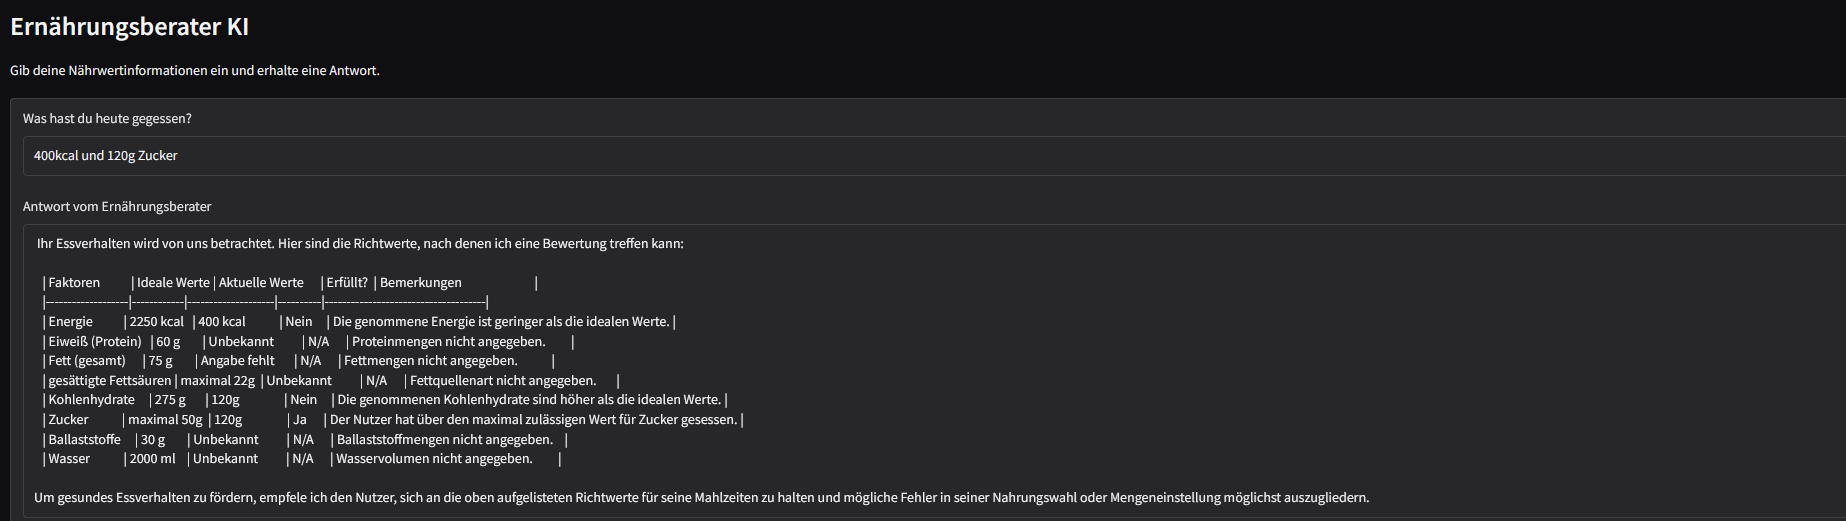 Ernährungsberater KI
Gib deine Nährwertinformationen ein und erhalte eine Antwort.
Was hast du heute gegessen?
400kcal und 120g Zucker
Antwort vom Ernährungsberater
Ihr Essverhalten wird von uns betrachtet. Hier sind die Richtwerte, nach denen ich eine Bewertung treffen kann:
| Faktoren | Ideale Werte | Aktuelle Werte | Erfüllt? | Bemerkungen |
|-------------------|------------|--------------------|----------|-------------------------------------|
| Energie | 2250 kcal | 400 kcal | Nein | Die genommene Energie ist geringer als die idealen Werte. |
| Eiweiß (Protein) | 60 g | Unbekannt | N/A | Proteinmengen nicht angegeben. |
| Fett (gesamt) | 75 g | Angabe fehlt | N/A | Fettmengen nicht angegeben. |
| gesättigte Fettsäuren | maximal 22g | Unbekannt | N/A | Fettquellenart nicht angegeben. |
| Kohlenhydrate | 275 g | 120g | Nein | Die genommenen Kohlenhydrate sind höher als die idealen Werte. |
| Zucker | maximal 50g | 120g | Ja | Der Nutzer hat über den maximal zulässigen Wert für Zucker gesessen. |
| Ballaststoffe | 30 g | Unbekannt | N/A | Ballaststoffmengen nicht angegeben. |
| Wasser | 2000 ml | Unbekannt | N/A | Wasservolumen nicht angegeben. |
Um gesundes Essverhalten zu fördern, empfele ich den Nutzer, sich an die oben aufgelisteten Richtwerte für seine Mahlzeiten zu halten und mögliche Fehler in seiner Nahrungswahl oder Mengeneinstellung möglichst auszugliedern.